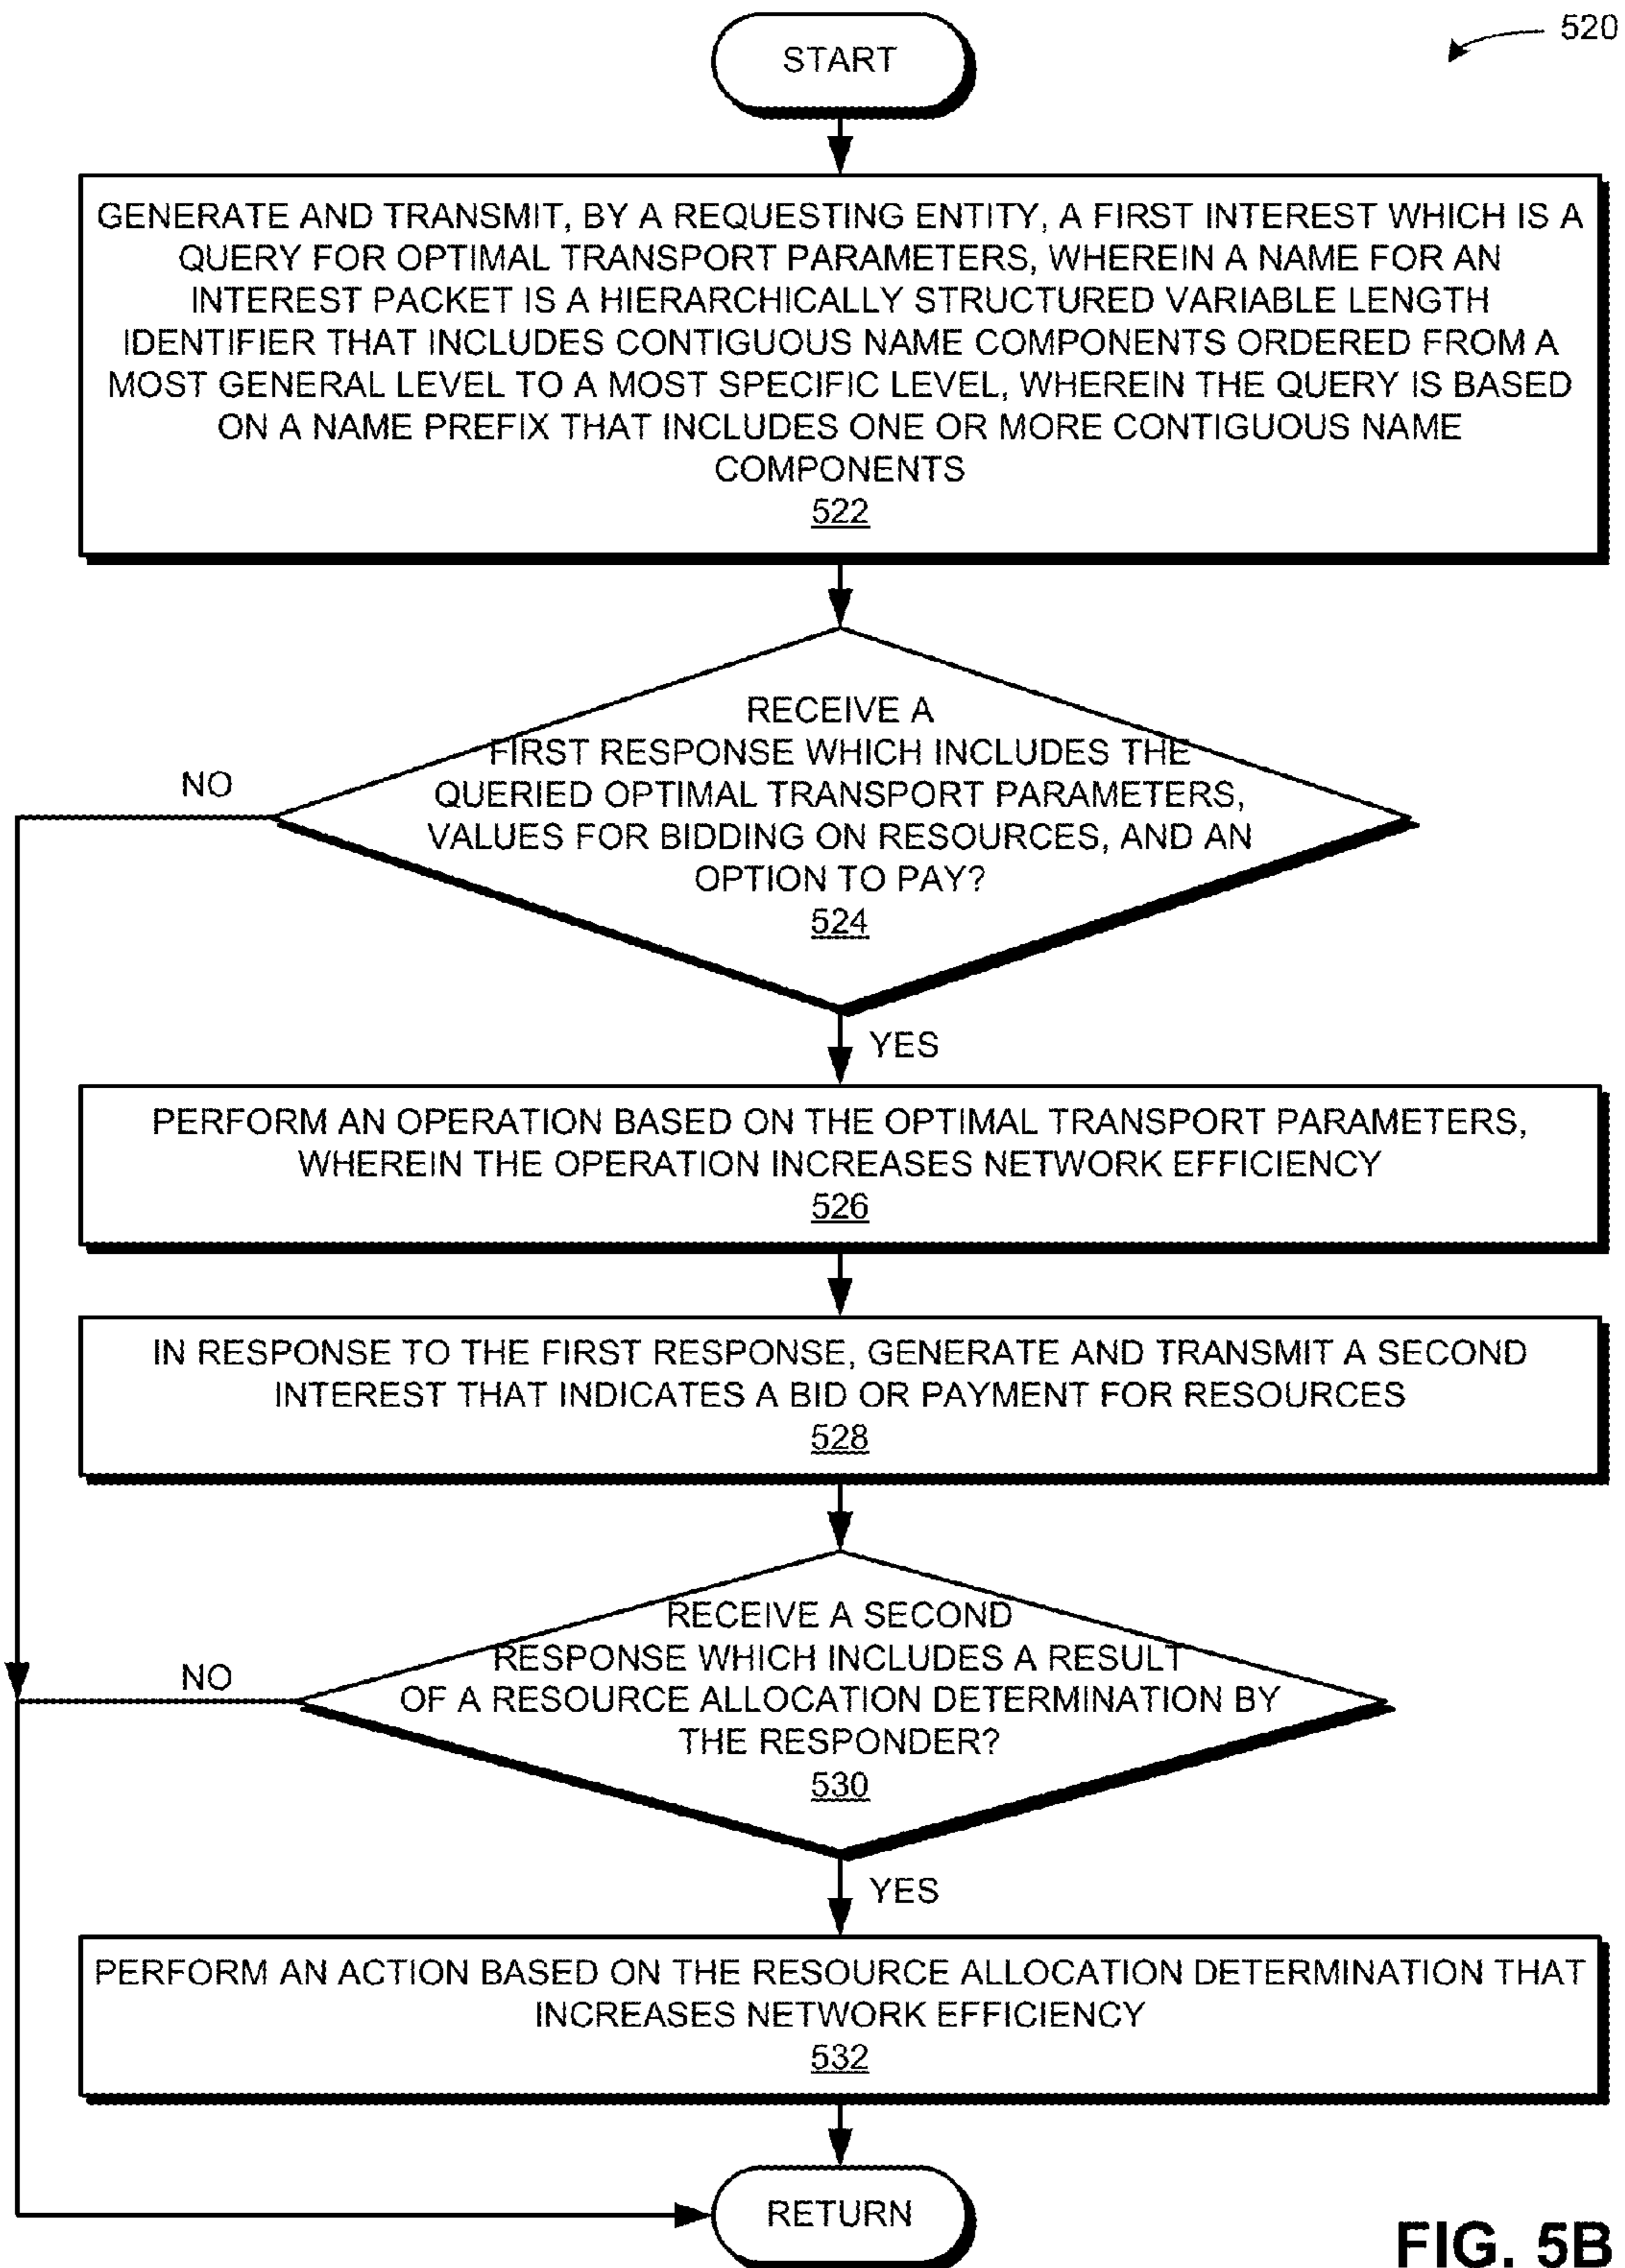 START
520
GENERATE AND TRANSMIT, BY A REQUESTING ENTITY, A FIRST INTEREST WHICH IS A
QUERY FOR OPTIMAL TRANSPORT PARAMETERS, WHEREIN A NAME FOR AN
INTEREST PACKET IS A HIERARCHICALLY STRUCTURED VARIABLE LENGTH
IDENTIFIER THAT INCLUDES CONTIGUOUS NAME COMPONENTS ORDERED FROM A
MOST GENERAL LEVEL TO A MOST SPECIFIC LEVEL, WHEREIN THE QUERY IS BASED
ON A NAME PREFIX THAT INCLUDES ONE OR MORE CONTIGUOUS NAME
COMPONENTS
522
RECEIVE A
FIRST RESPONSE WHICH INCLUDES THE
QUERIED OPTIMAL TRANSPORT PARAMETERS,
VALUES FOR BIDDING ON RESOURCES, AND AN
OPTION TO PAY?
524
NO
YES
PERFORM AN OPERATION BASED ON THE OPTIMAL TRANSPORT PARAMETERS,
WHEREIN THE OPERATION INCREASES NETWORK EFFICIENCY
526
IN RESPONSE TO THE FIRST RESPONSE, GENERATE AND TRANSMIT A SECOND
INTEREST THAT INDICATES A BID OR PAYMENT FOR RESOURCES
528
RECEIVE A SECOND
RESPONSE WHICH INCLUDES A RESULT
OF A RESOURCE ALLOCATION DETERMINATION BY
THE RESPONDER?
530
NO
YES
PERFORM AN ACTION BASED ON THE RESOURCE ALLOCATION DETERMINATION THAT
INCREASES NETWORK EFFICIENCY
532
RETURN
FIG. 5B